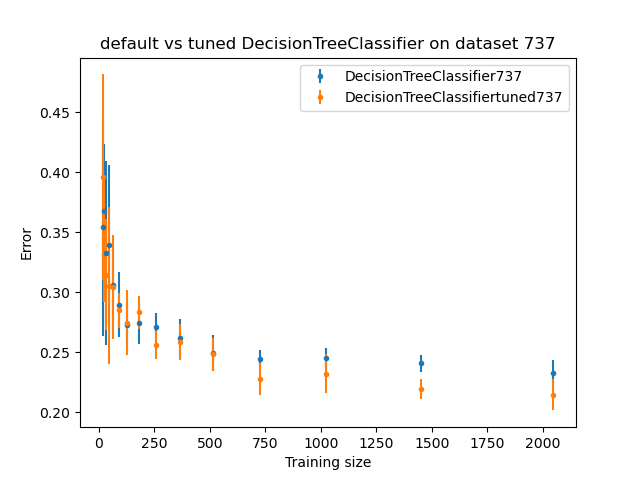 default vs tuned DecisionTreeClassifier on dataset 737
DecisionTreeClassifier737
DecisionTreeClassifiertuned737
0.45
0.40
0.35
0.30
0.25
0.20
Error
0 250 500 750 1000 1250 1500 1750 2000
Training size